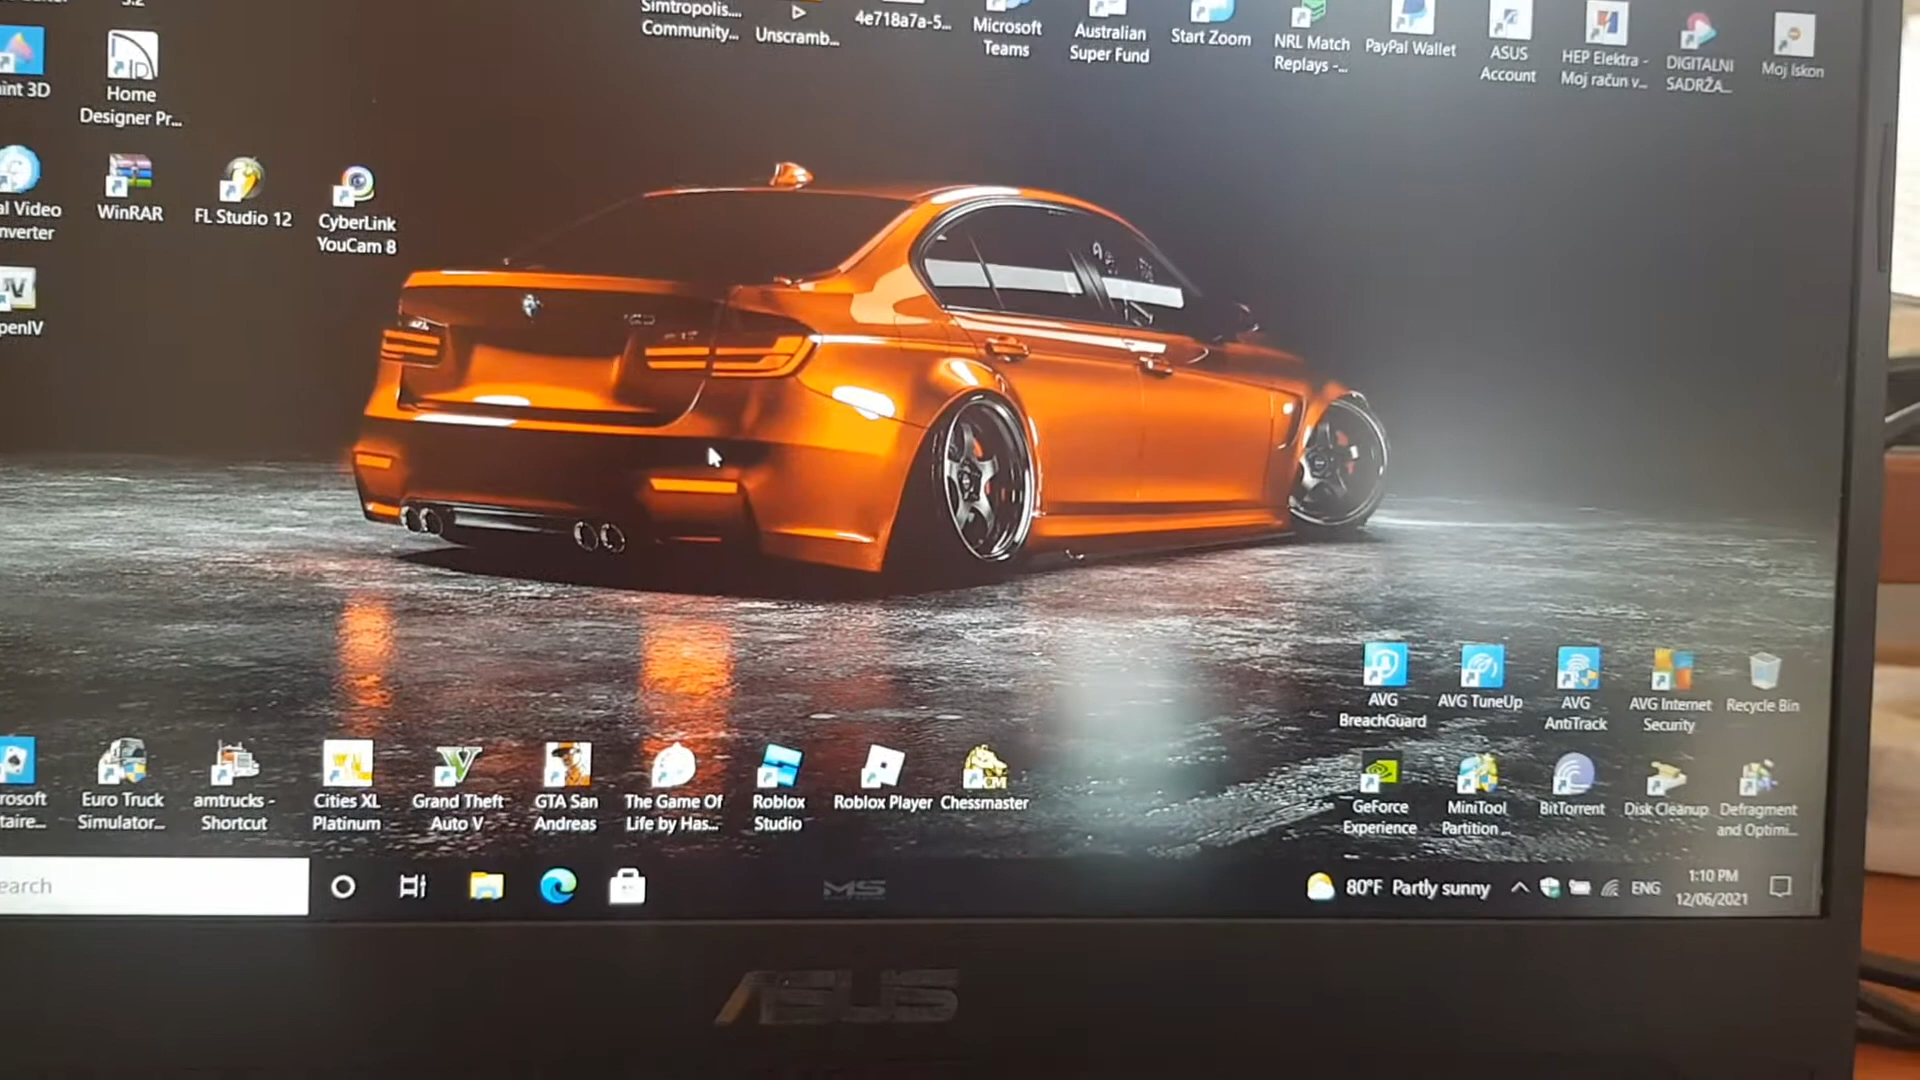 3.2
Simtropolis....
Community...
Unscramb...
4e718a7a-5...
Microsoft
Teams
Australian
Super Fund
Start Zoom
NRL Match
Replays -...
PayPal Wallet
ASUS
Account
HEP Elektra -
Moj račun v...
DIGITALNI
SADRŽA...
Moj Iskon
int 3D
Home
Designer Pr...
al Video
nverter
WinRAR
FL Studio 12
CyberLink
YouCam 8
penIV
AVG
BreachGuard
AVG TuneUp
AVG
AntiTrack
AVG Internet
Security
Recycle Bin
rosoft
taire...
Euro Truck
Simulator...
amtrucks -
Shortcut
Cities XL
Platinum
Grand Theft
Auto V
GTA San
Andreas
The Game Of
Life by Has...
Roblox
Studio
Roblox Player
CM
Chessmaster
GeForce
Experience
MiniTool
Partition ...
BitTorrent
Disk Cleanup
Defragment
and Optimi...
earch
MS
80°F Partly sunny
ENG
1:10 PM
12/06/2021
ASUS